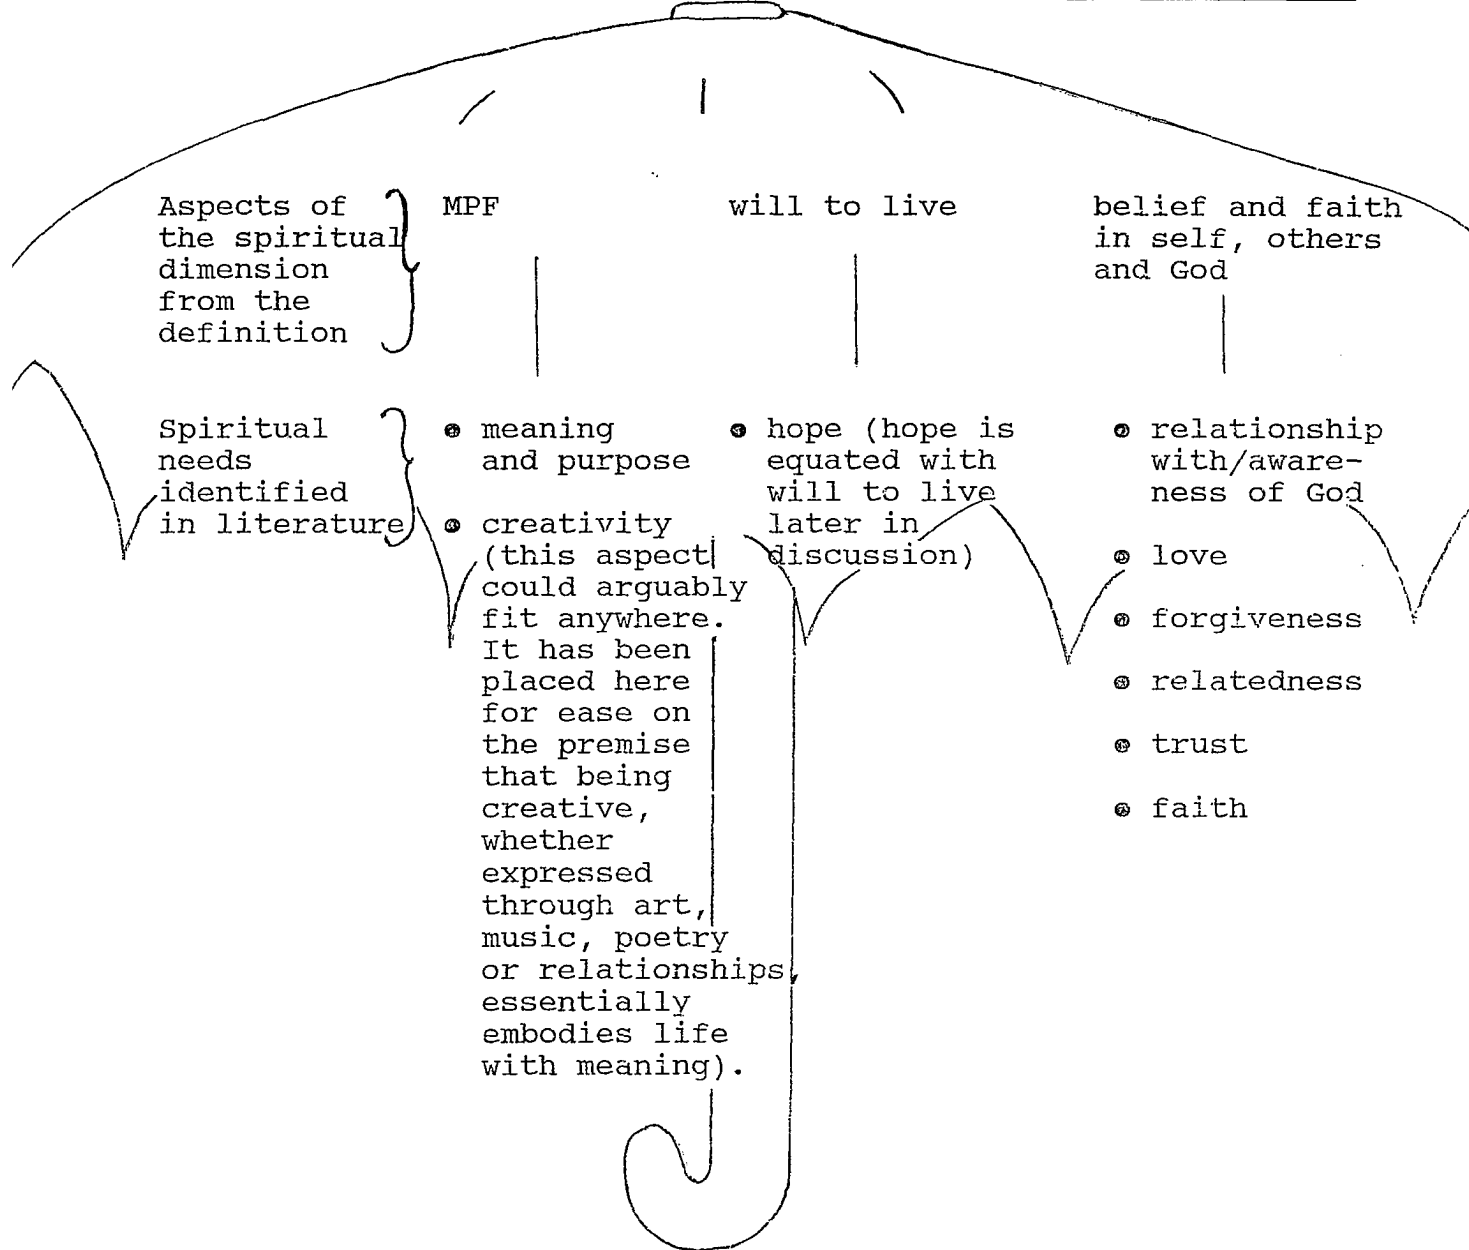 Aspects of
the spiritual
dimension
from the
definition
MPF
will to live
belief and faith
in self, others
and God
Spiritual
needs
identified
in literature
• meaning
and purpose
• creativity
(this aspect
could arguably
fit anywhere.
It has been
placed here
for ease on
the premise
that being
creative,
whether
expressed
through art,
music, poetry
or relationships,
essentially
embodies life
with meaning).
• hope (hope is
equated with
will to live
later in
discussion)
• relationship
with/aware-
ness of God
• love
• forgiveness
• relatedness
• trust
• faith